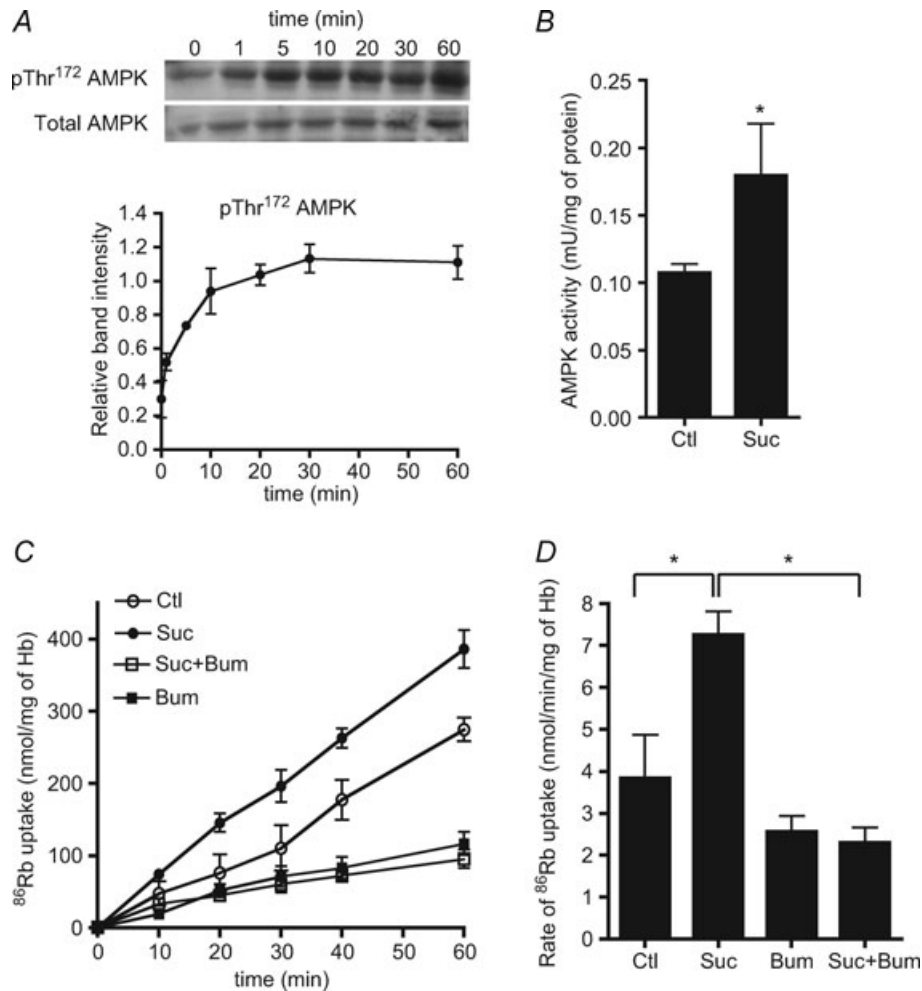 A
time (min)
0 1 5 10 20 30 60
pThr¹⁷² AMPK
Total AMPK
pThr¹⁷² AMPK
Relative band intensity
1.4
1.2
1.0
0.8
0.6
0.4
0.2
0.0
0 10 20 30 40 50 60
time (min)
B
AMPK activity (mU/mg of protein)
0.25
0.20
0.15
0.10
0.05
0.00
*
Ctl Suc
C
Ctl
Suc
Suc+Bum
Bum
⁸⁶Rb uptake (nmol/mg of Hb)
400
300
200
100
0
0 10 20 30 40 60
time (min)
D
* *
Rate of ⁸⁶Rb uptake (nmol/min/mg of Hb)
8
7
6
5
4
3
2
1
0
Ctl Suc Bum Suc+Bum